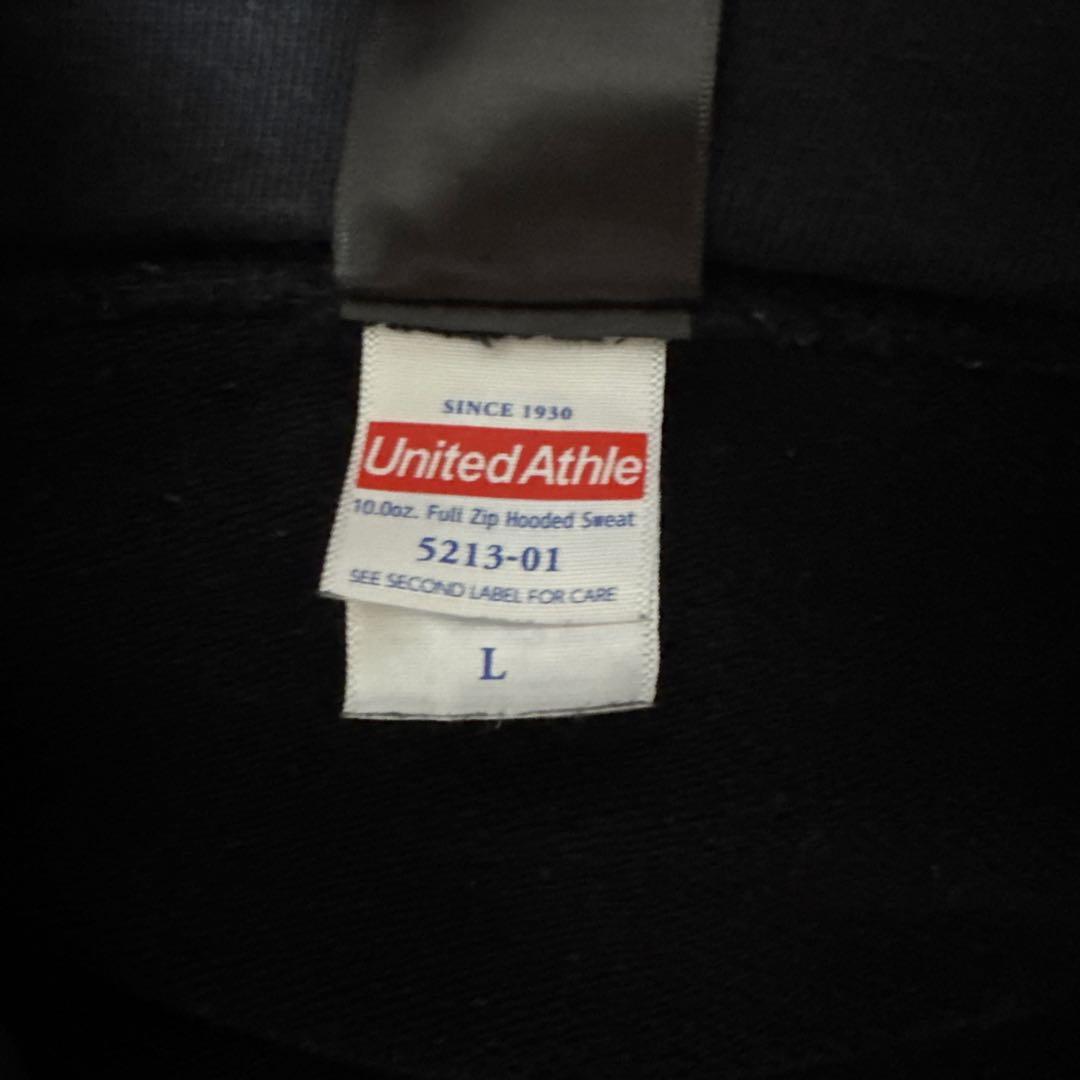 SINCE 1930
United Athle
10.0oz. Full Zip Hooded Sweat
5213-01
SEE SECOND LABEL FOR CARE
L